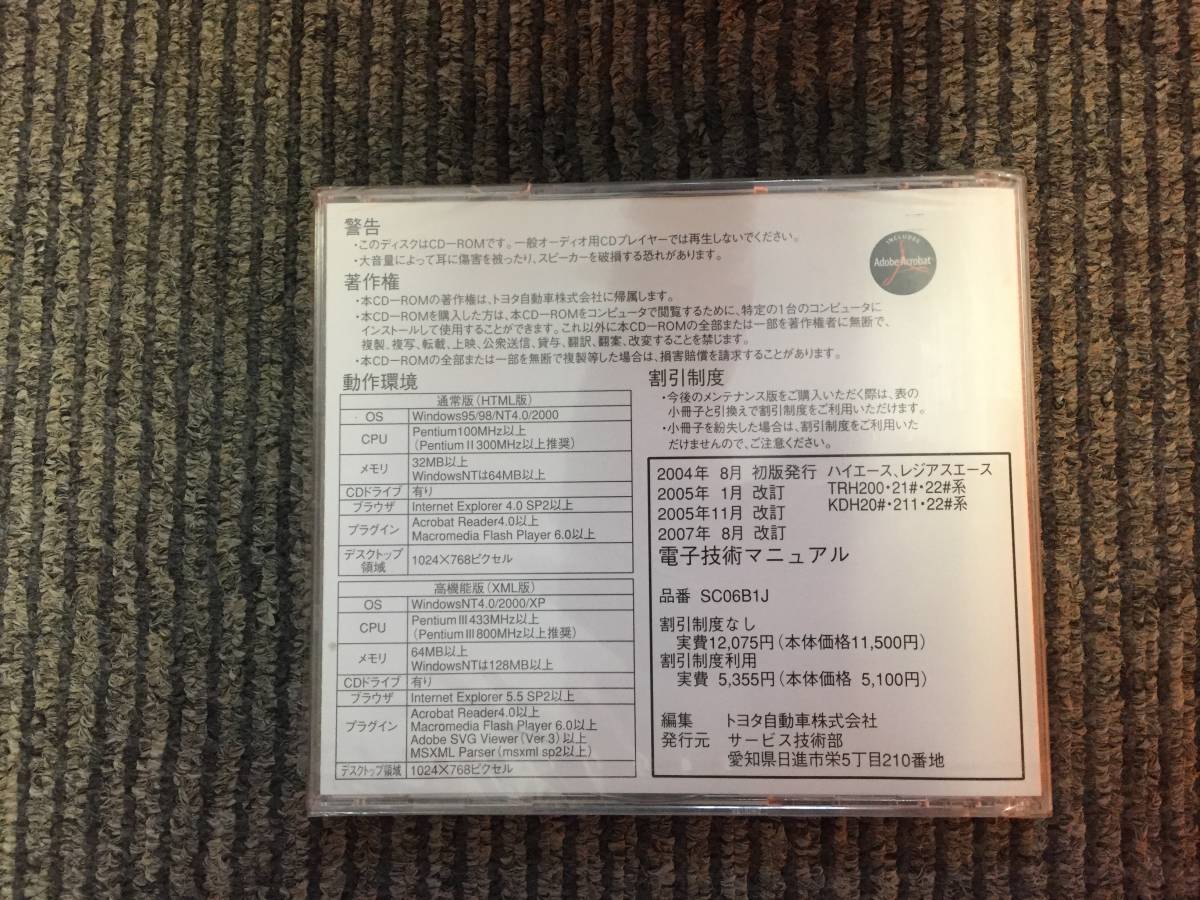 警告
・このディスクはCD－ROMです。一般オーディオ用CDプレイヤーでは再生しないでください。
・大音量によって耳に傷害を被ったり、スピーカーを破損する恐れがあります。
INCLUDES
Adobe Acrobat
著作権
・本CD－ROMの著作権は、トヨタ自動車株式会社に帰属します。
・本CD－ROMを購入した方は、本CD－ROMをコンピュータで閲覧するために、特定の1台のコンピュータに
インストールして使用することができます。これ以外に本CD－ROMの全部または一部を著作権者に無断で、
複製、複写、転載、上映、公衆送信、貸与、翻訳、翻案、改変することを禁じます。
・本CD－ROMの全部または一部を無断で複製等した場合は、損害賠償を請求することがあります。
動作環境
通常版（HTML版）
OS Windows95/98/NT4.0/2000
CPU Pentium100MHz以上
（PentiumⅡ300MHz以上推奨）
メモリ 32MB以上
WindowsNTは64MB以上
CDドライブ 有り
ブラウザ Internet Explorer 4.0 SP2以上
プラグイン Acrobat Reader4.0以上
Macromedia Flash Player 6.0以上
デスクトップ領域 1024×768ピクセル
高機能版（XML版）
OS WindowsNT4.0/2000/XP
CPU PentiumⅢ433MHz以上
（PentiumⅢ800MHz以上推奨）
メモリ 64MB以上
WindowsNTは128MB以上
CDドライブ 有り
ブラウザ Internet Explorer 5.5 SP2以上
プラグイン Acrobat Reader4.0以上
Macromedia Flash Player 6.0以上
Adobe SVG Viewer（Ver 3）以上
MSXML Parser（msxml sp2以上）
デスクトップ領域 1024×768ピクセル
割引制度
・今後のメンテナンス版をご購入いただく際は、表の
小冊子と引換えで割引制度をご利用いただけます。
・小冊子を紛失した場合は、割引制度をご利用いた
だけませんので、ご注意ください。
2004年 8月 初版発行 ハイエース、レジアスエース
2005年 1月 改訂 TRH200・21#・22#系
2005年11月 改訂 KDH20#・211・22#系
2007年 8月 改訂
電子技術マニュアル
品番 SC06B1J
割引制度なし
実費12,075円（本体価格11,500円）
割引制度利用
実費 5,355円（本体価格 5,100円）
編集 トヨタ自動車株式会社
発行元 サービス技術部
愛知県日進市栄5丁目210番地